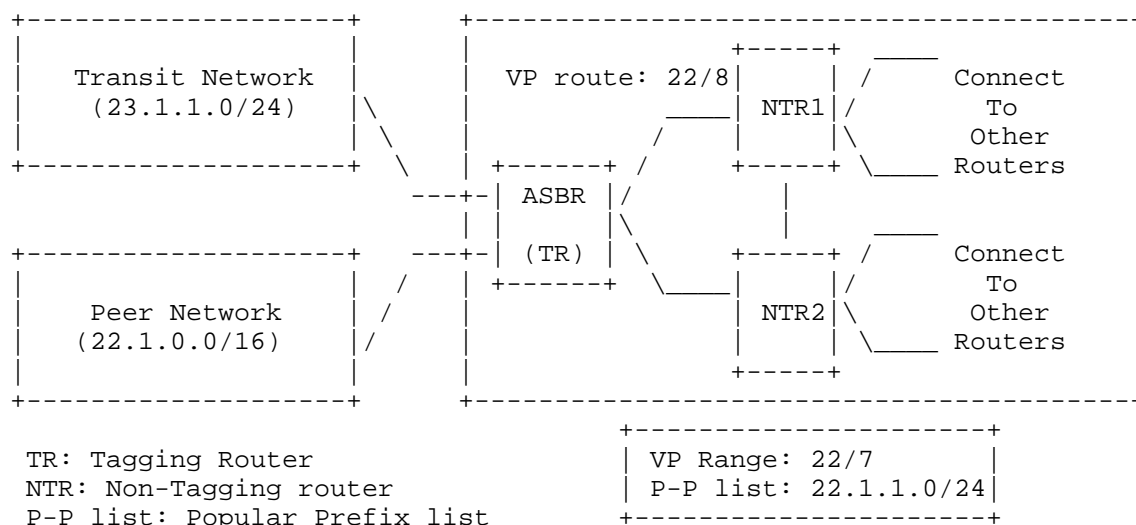 Transit Network
(23.1.1.0/24)
VP route: 22/8
NTR1
Connect
To
Other
Routers
ASBR
(TR)
Peer Network
(22.1.0.0/16)
NTR2
Connect
To
Other
Routers
TR: Tagging Router
NTR: Non-Tagging router
P-P list: Popular Prefix list
VP Range: 22/7
P-P list: 22.1.1.0/24